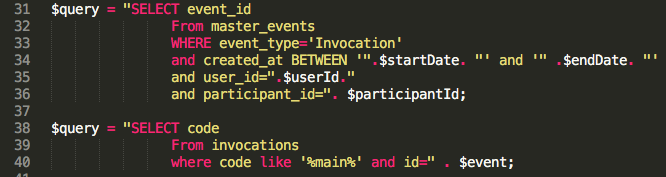 31 $query = "SELECT event_id
32 From master_events
33 WHERE event_type='Invocation'
34 and created_at BETWEEN '".$startDate. "' and '" .$endDate. "'
35 and user_id=".$userId."
36 and participant_id=". $participantId;
37
38 $query = "SELECT code
39 From invocations
40 where code like '%main%' and id=" . $event;